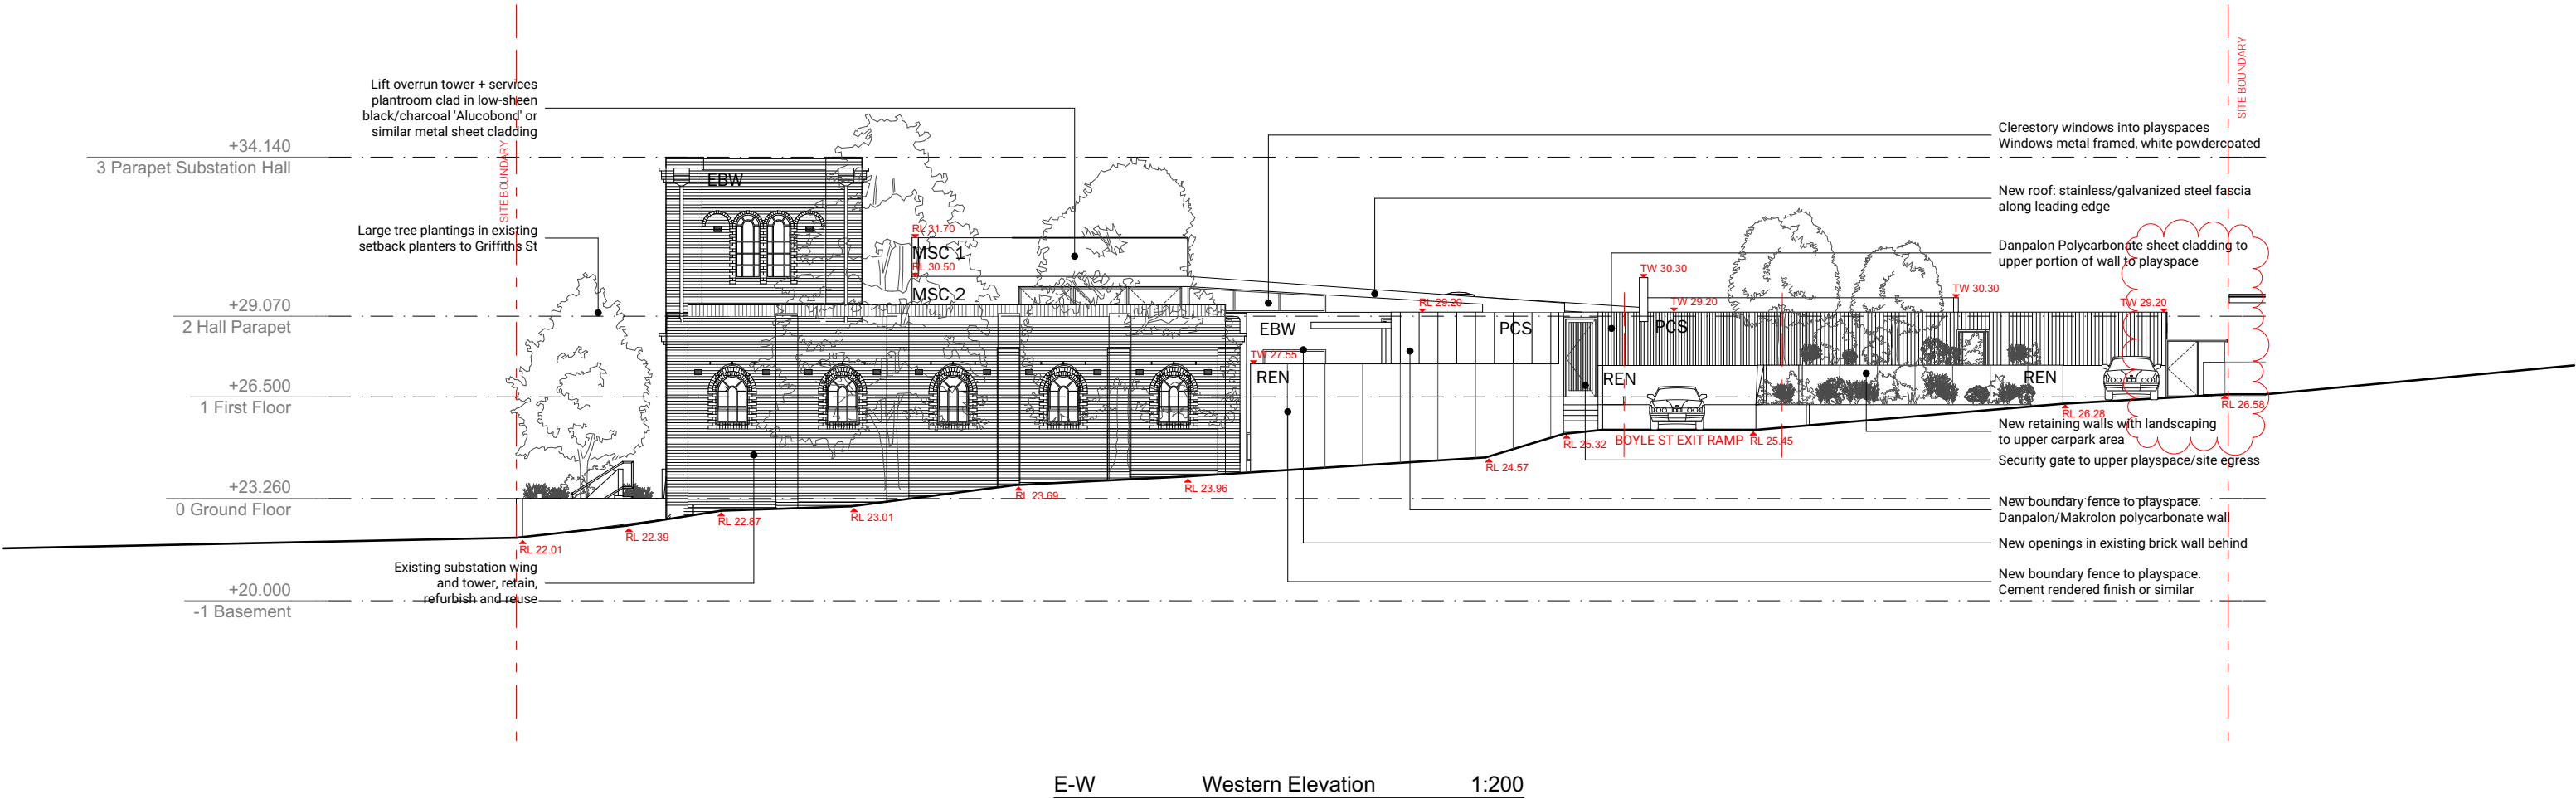 SITE BOUNDARY
SITE BOUNDARY
Lift overrun tower + services
plantroom clad in low-sheen
black/charcoal 'Alucobond' or
similar metal sheet cladding
Large tree plantings in existing
setback planters to Griffiths St
Existing substation wing
and tower, retain,
refurbish and reuse
+34.140
3 Parapet Substation Hall
+29.070
2 Hall Parapet
+26.500
1 First Floor
+23.260
0 Ground Floor
+20.000
-1 Basement
EBW
RL 31.70
MSC 1
RL 30.50
MSC 2
EBW
TW 27.55
REN
RL 29.20
PCS
TW 30.30
TW 29.20
PCS
REN
TW 30.30
TW 29.20
REN
RL 22.01
RL 22.39
RL 22.87
RL 23.01
RL 23.69
RL 23.96
RL 24.57
RL 25.32
BOYLE ST EXIT RAMP
RL 25.45
RL 26.28
RL 26.58
Clerestory windows into playspaces
Windows metal framed, white powdercoated
New roof: stainless/galvanized steel fascia
along leading edge
Danpalon Polycarbonate sheet cladding to
upper portion of wall to playspace
New retaining walls with landscaping
to upper carpark area
Security gate to upper playspace/site egress
New boundary fence to playspace.
Danpalon/Makrolon polycarbonate wall
New openings in existing brick wall behind
New boundary fence to playspace.
Cement rendered finish or similar
E-W Western Elevation 1:200